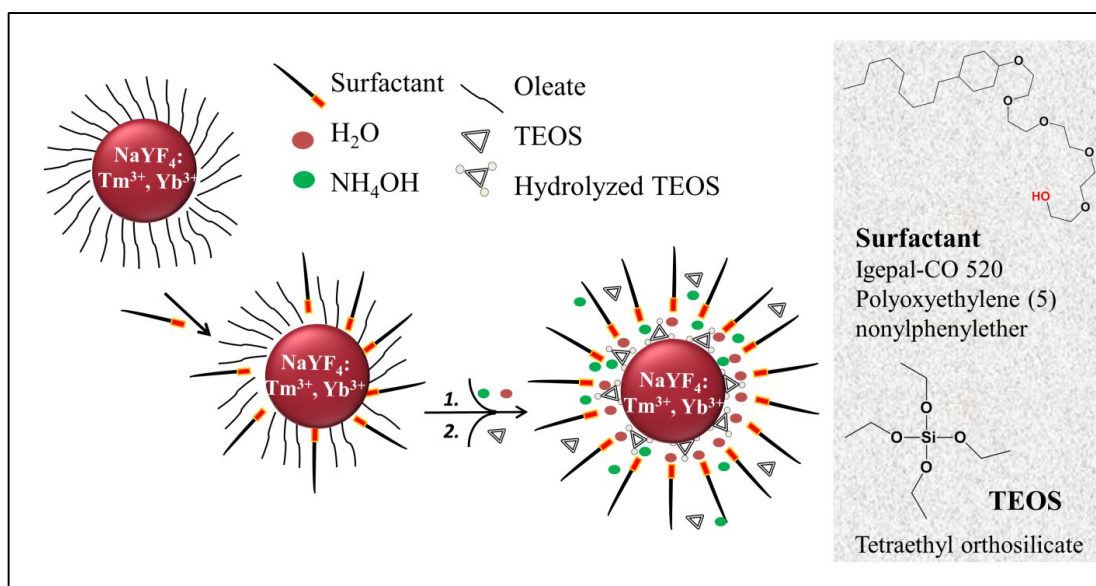 Surfactant
Oleate
H₂O
TEOS
NH₄OH
Hydrolyzed TEOS
NaYF₄:
Tm³⁺, Yb³⁺
NaYF₄:
Tm³⁺, Yb³⁺
1.
2.
NaYF₄:
Tm³⁺, Yb³⁺
O
O
O
O
O
HO
Surfactant
Igepal-CO 520
Polyoxyethylene (5)
nonylphenylether
O
O Si O
O
TEOS
Tetraethyl orthosilicate